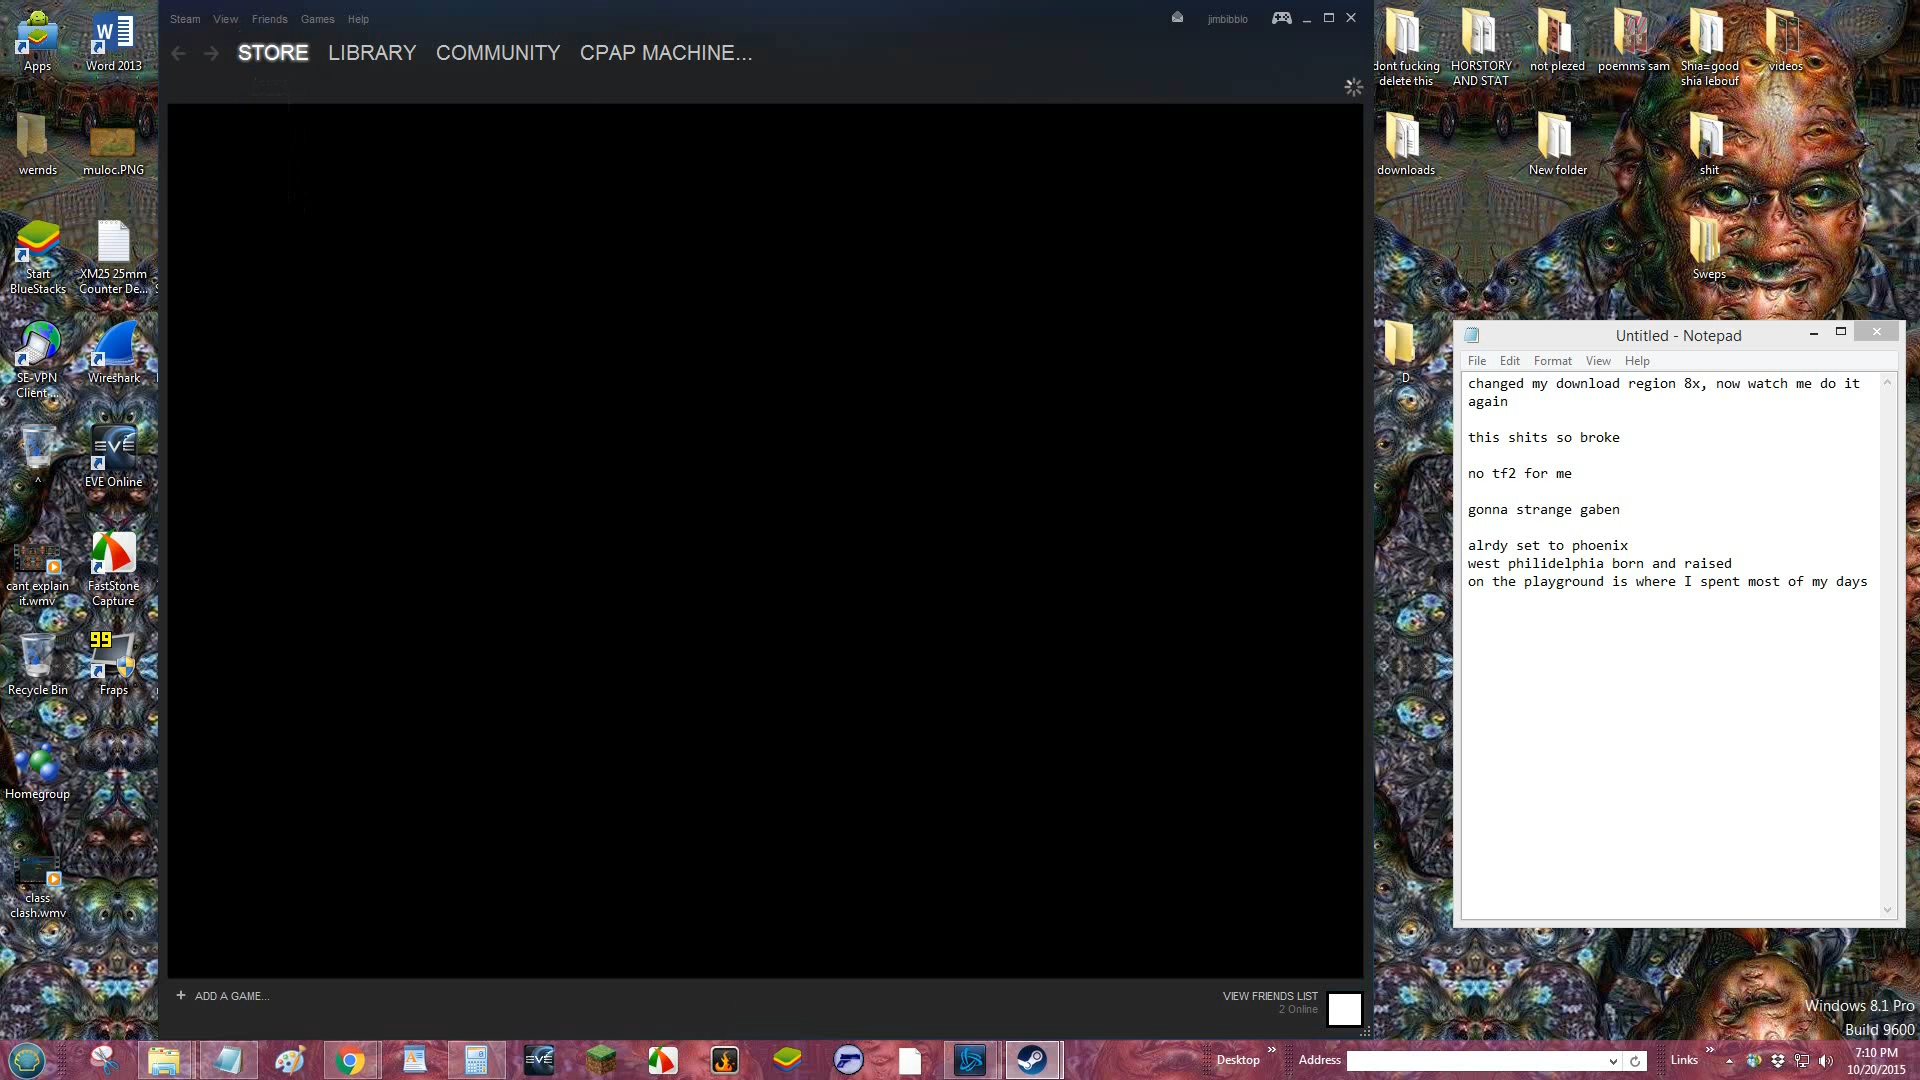 Steam View Friends Games Help
jimbibblo
STORE LIBRARY COMMUNITY CPAP MACHINE...
ADD A GAME...
VIEW FRIENDS LIST
2 Online
Apps
Word 2013
wernds
muloc.PNG
Start
BlueStacks
XM25 25mm
Counter De...
SE-VPN
Client ...
Wireshark
^
EVE
EVE Online
cant explain
it.wmv
FastStone
Capture
Recycle Bin
99
Fraps
Homegroup
class
clash.wmv
dont fucking
delete this
HORSTORY
AND STAT
not plezed
poemms sam
Shia=good
shia lebouf
videos
downloads
New folder
shit
Sweps
D
Untitled - Notepad
File Edit Format View Help
changed my download region 8x, now watch me do it
again
this shits so broke
no tf2 for me
gonna strange gaben
alrdy set to phoenix
west philidelphia born and raised
on the playground is where I spent most of my days
Windows 8.1 Pro
Build 9600
EVE
Desktop
Address
Links
7:10 PM
10/20/2015